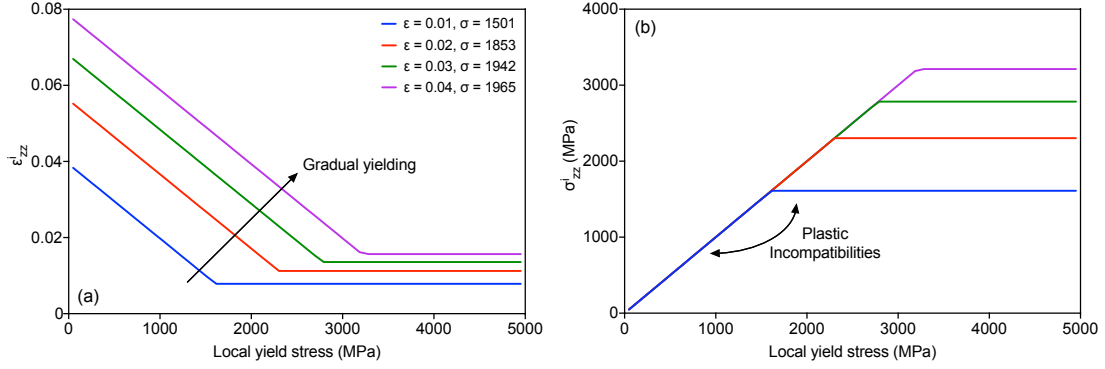 0.08
0.06
0.04
0.02
0
ε^i_zz
ε = 0.01, σ = 1501
ε = 0.02, σ = 1853
ε = 0.03, σ = 1942
ε = 0.04, σ = 1965
Gradual yielding
(a)
0 1000 2000 3000 4000 5000
Local yield stress (MPa)
4000
3000
2000
1000
0
σ^i_zz (MPa)
(b)
Plastic
Incompatibilities
0 1000 2000 3000 4000 5000
Local yield stress (MPa)